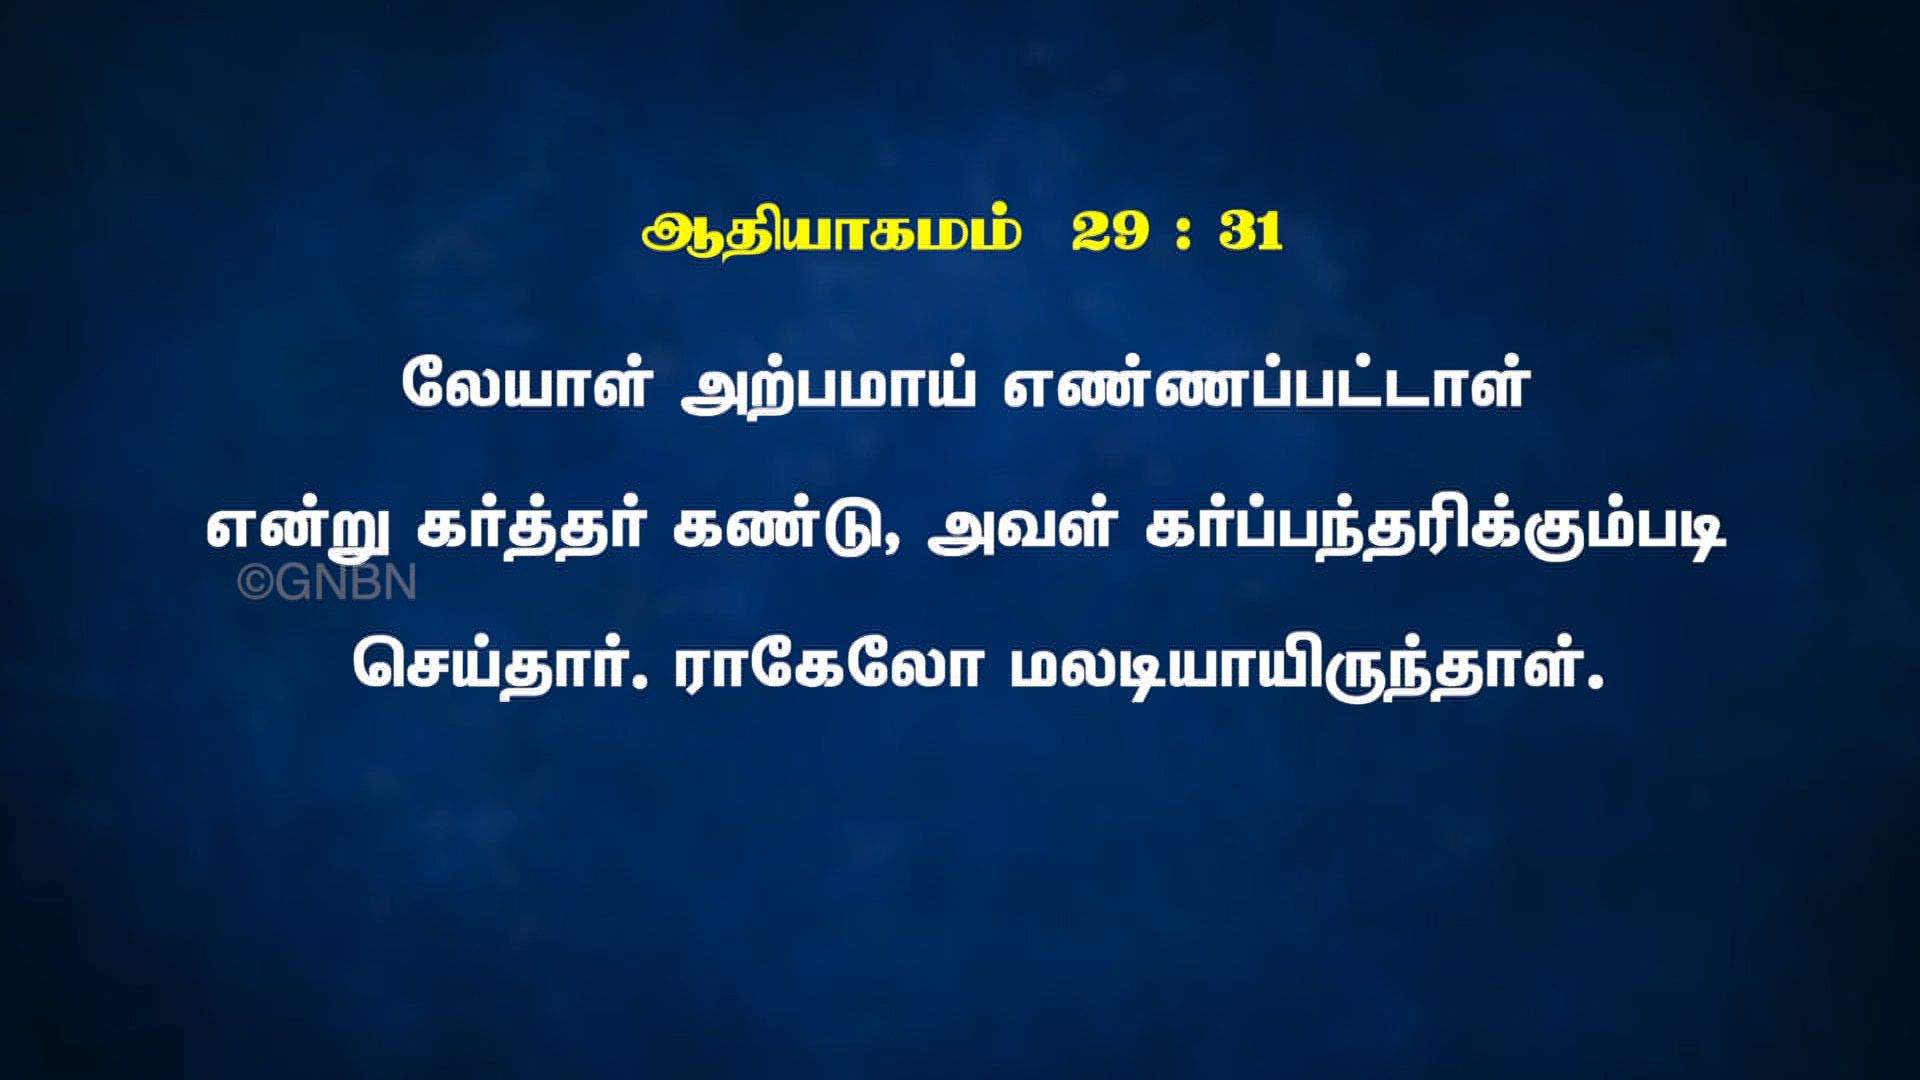 ஆதியாகமம் 29 : 31
லேயாள் அற்பமாய் எண்ணப்பட்டாள்
என்று கர்த்தர் கண்டு, அவள் கர்ப்பந்தரிக்கும்படி
©GNBN
செய்தார். ராகேலோ மலடியாயிருந்தாள்.